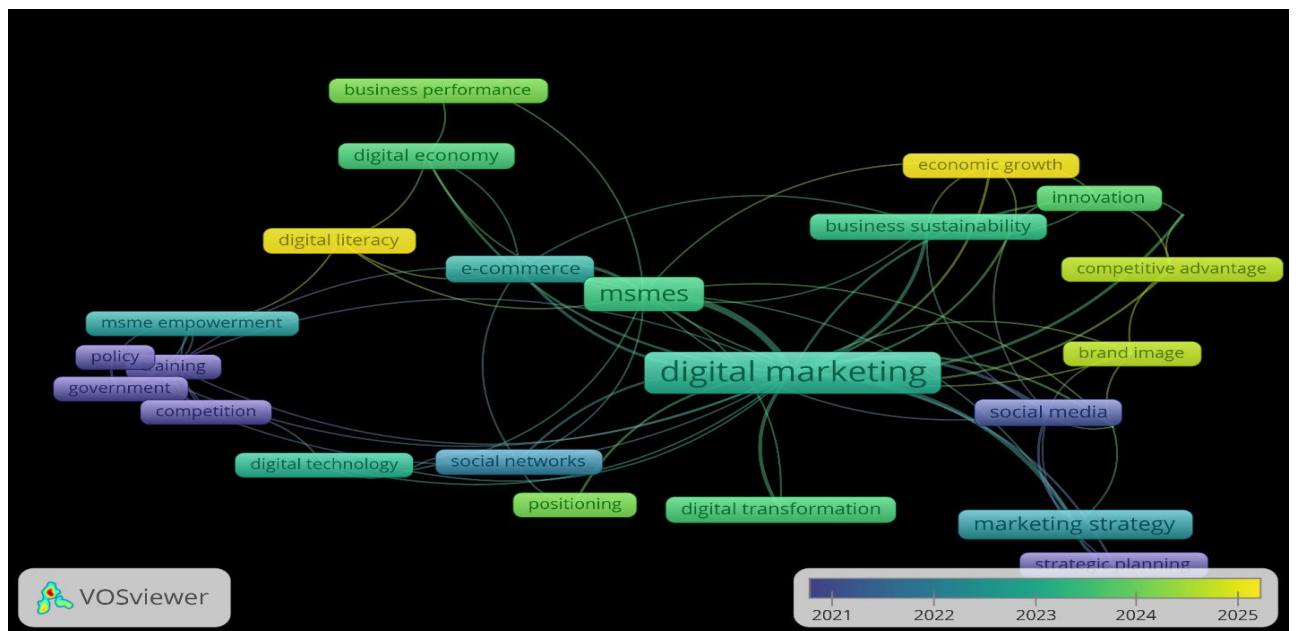 business performance
digital economy
economic growth
innovation
business sustainability
digital literacy
e-commerce
competitive advantage
msmes
msme empowerment
policy
training
brand image
digital marketing
government
competition
social media
digital technology
social networks
positioning
digital transformation
marketing strategy
strategic planning
VOSviewer
2021 2022 2023 2024 2025